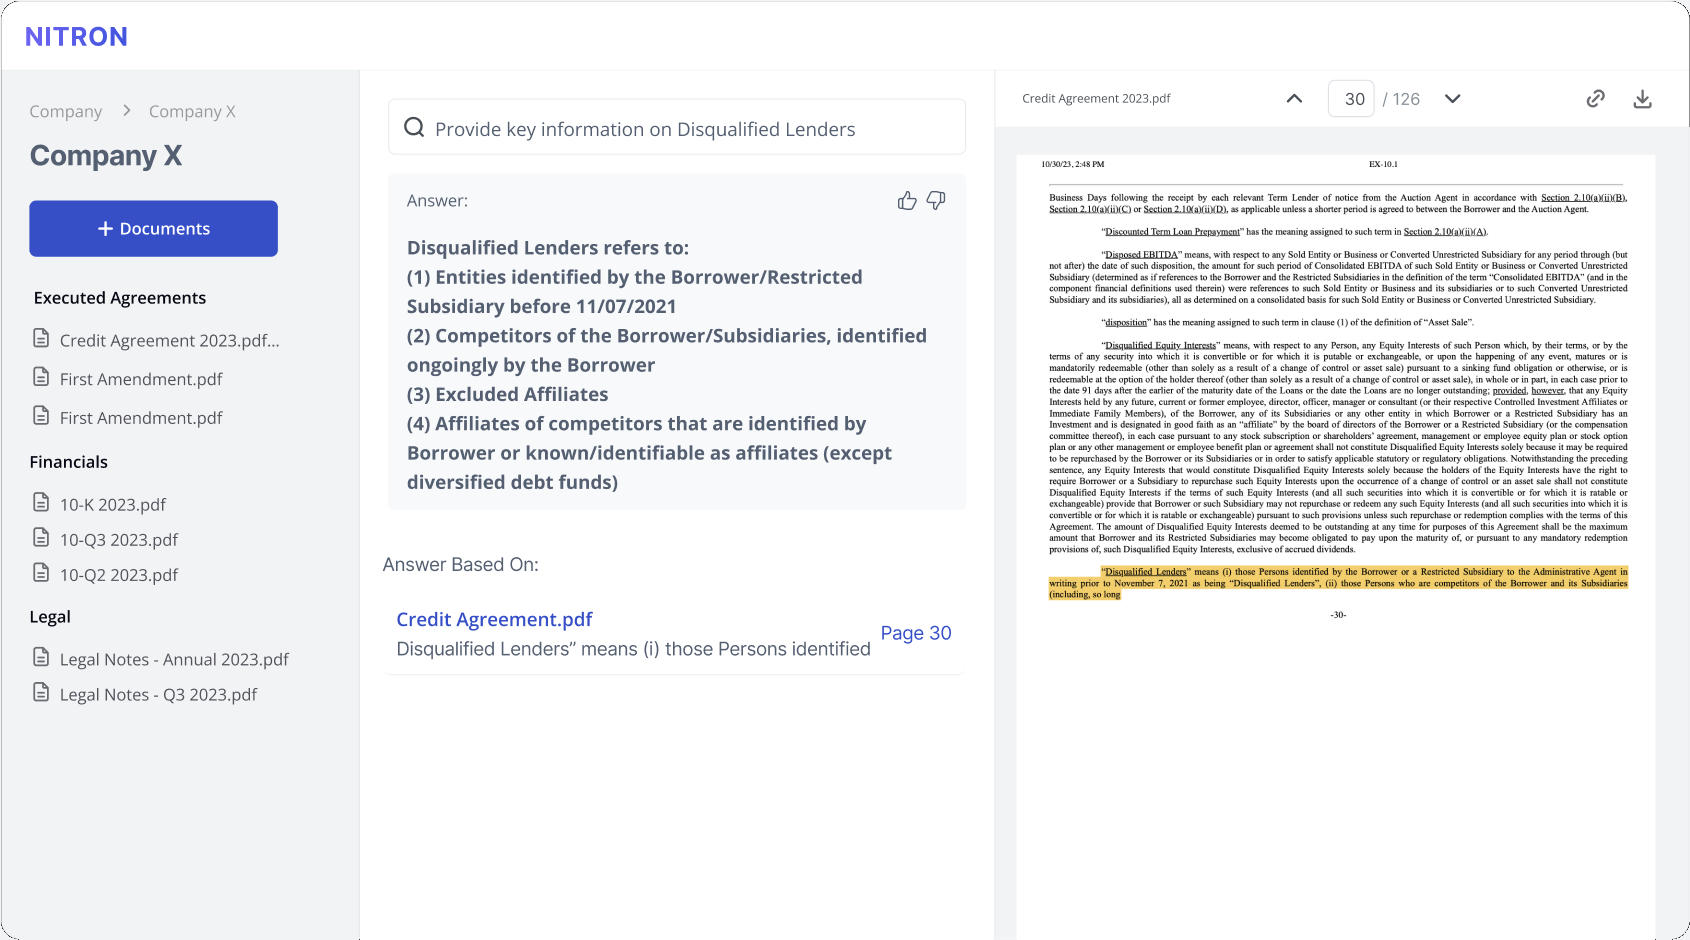 NITRON
Company > Company X
Company X
+ Documents
Executed Agreements
Credit Agreement 2023.pdf...
First Amendment.pdf
First Amendment.pdf
Financials
10-K 2023.pdf
10-Q3 2023.pdf
10-Q2 2023.pdf
Legal
Legal Notes - Annual 2023.pdf
Legal Notes - Q3 2023.pdf
Provide key information on Disqualified Lenders
Answer:
Disqualified Lenders refers to:
(1) Entities identified by the Borrower/Restricted
Subsidiary before 11/07/2021
(2) Competitors of the Borrower/Subsidiaries, identified
ongoingly by the Borrower
(3) Excluded Affiliates
(4) Affiliates of competitors that are identified by
Borrower or known/identifiable as affiliates (except
diversified debt funds)
Answer Based On:
Credit Agreement.pdf
Disqualified Lenders” means (i) those Persons identified
Page 30
Credit Agreement 2023.pdf
30 / 126
10/30/23, 2:48 PM EX-10.1
Business Days following the receipt by each relevant Term Lender of notice from the Auction Agent in accordance with Section 2.10(a)(ii)(B),
Section 2.10(a)(ii)(C) or Section 2.10(a)(ii)(D), as applicable unless a shorter period is agreed to between the Borrower and the Auction Agent.
“Discounted Term Loan Prepayment” has the meaning assigned to such term in Section 2.10(a)(ii)(A).
“Disposed EBITDA” means, with respect to any Sold Entity or Business or Converted Unrestricted Subsidiary for any period through (but
not after) the date of such disposition, the amount for such period of Consolidated EBITDA of such Sold Entity or Business or Converted Unrestricted
Subsidiary (determined as if references to the Borrower and the Restricted Subsidiaries in the definition of the term “Consolidated EBITDA” (and in the
component financial definitions used therein) were references to such Sold Entity or Business and its subsidiaries or to such Converted Unrestricted
Subsidiary and its subsidiaries), all as determined on a consolidated basis for such Sold Entity or Business or Converted Unrestricted Subsidiary.
“disposition” has the meaning assigned to such term in clause (1) of the definition of “Asset Sale”.
“Disqualified Equity Interests” means, with respect to any Person, any Equity Interests of such Person which, by their terms, or by the
terms of any security into which it is convertible or for which it is putable or exchangeable, or upon the happening of any event, matures or is
mandatorily redeemable (other than solely as a result of a change of control or asset sale) pursuant to a sinking fund obligation or otherwise, or is
redeemable at the option of the holder thereof (other than solely as a result of a change of control or asset sale), in whole or in part, in each case prior to
the date 91 days after the earlier of the maturity date of the Loans or the date the Loans are no longer outstanding; provided, however, that any Equity
Interests held by any future, current or former employee, director, officer, manager or consultant (or their respective Controlled Investment Affiliates or
Immediate Family Members), of the Borrower, any of its Subsidiaries or any other entity in which Borrower or a Restricted Subsidiary has an
Investment and is designated in good faith as an “affiliate” by the board of directors of the Borrower or a Restricted Subsidiary (or the compensation
committee thereof), in each case pursuant to any stock subscription or shareholders’ agreement, management or employee equity plan or stock option
plan or any other management or employee benefit plan or agreement shall not constitute Disqualified Equity Interests solely because it may be required
to be repurchased by the Borrower or its Subsidiaries or in order to satisfy applicable statutory or regulatory obligations. Notwithstanding the preceding
sentence, any Equity Interests that would constitute Disqualified Equity Interests solely because the holders of the Equity Interests have the right to
require Borrower or a Subsidiary to repurchase such Equity Interests upon the occurrence of a change of control or an asset sale shall not constitute
Disqualified Equity Interests if the terms of such Equity Interests (and all such securities into which it is convertible or for which it is ratable or
exchangeable) provide that Borrower or such Subsidiary may not repurchase or redeem any such Equity Interests (and all such securities into which it is
convertible or for which it is ratable or exchangeable) pursuant to such provisions unless such repurchase or redemption complies with the terms of this
Agreement. The amount of Disqualified Equity Interests deemed to be outstanding at any time for purposes of this Agreement shall be the maximum
amount that Borrower and its Restricted Subsidiaries may become obligated to pay upon the maturity of, or pursuant to any mandatory redemption
provisions of, such Disqualified Equity Interests, exclusive of accrued dividends.
“Disqualified Lenders” means (i) those Persons identified by the Borrower or a Restricted Subsidiary to the Administrative Agent in
writing prior to November 7, 2021 as being “Disqualified Lenders”, (ii) those Persons who are competitors of the Borrower and its Subsidiaries
(including, so long
-30-